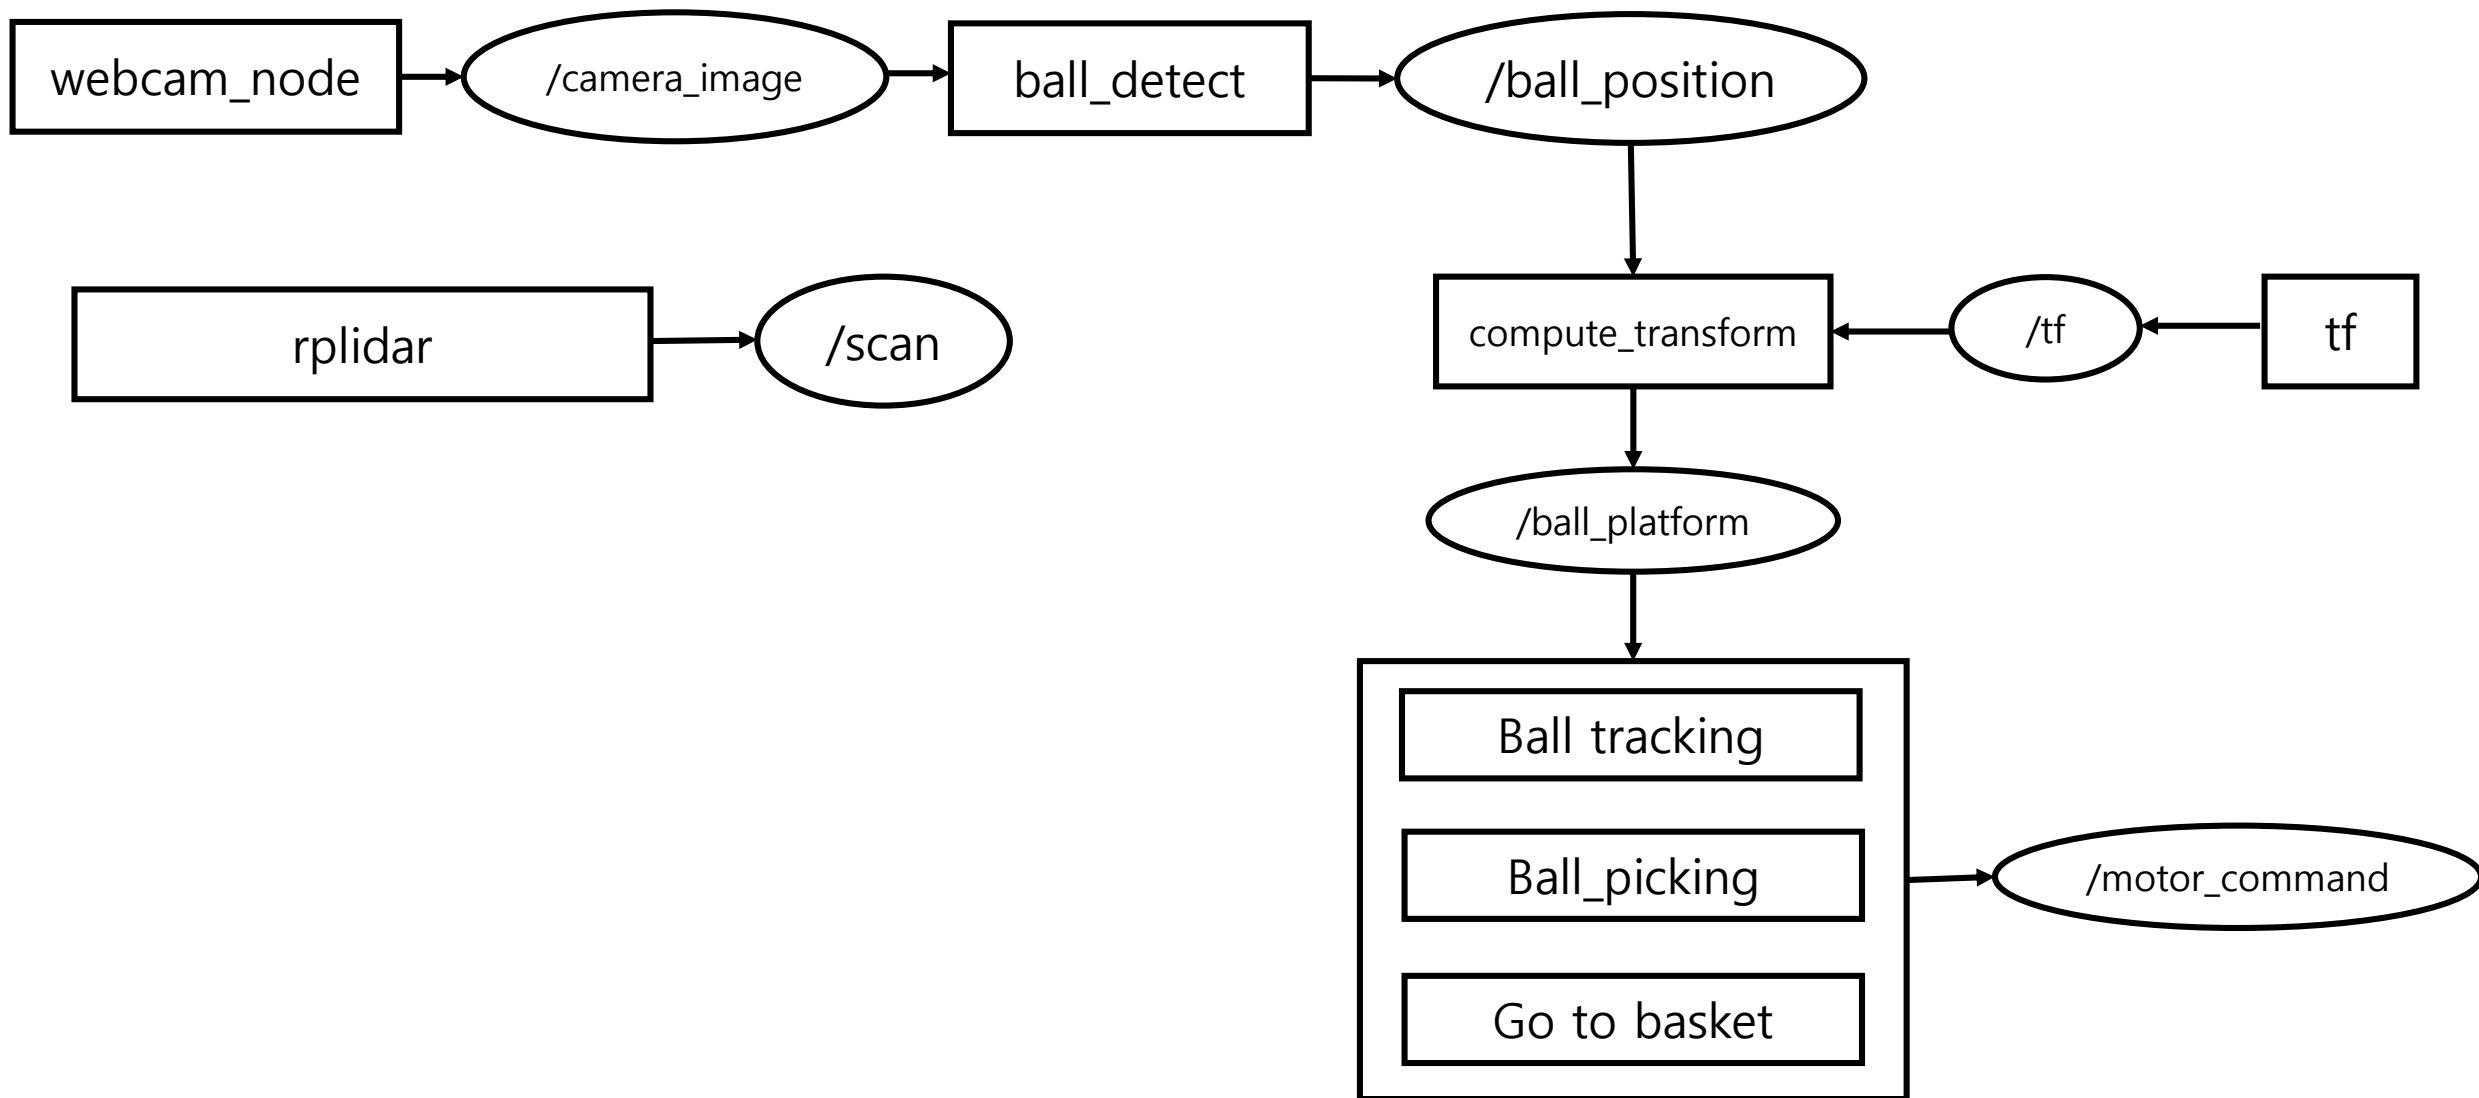 webcam_node
/camera_image
ball_detect
/ball_position
rplidar
/scan
compute_transform
/tf
tf
/ball_platform
Ball tracking
Ball_picking
/motor_command
Go to basket